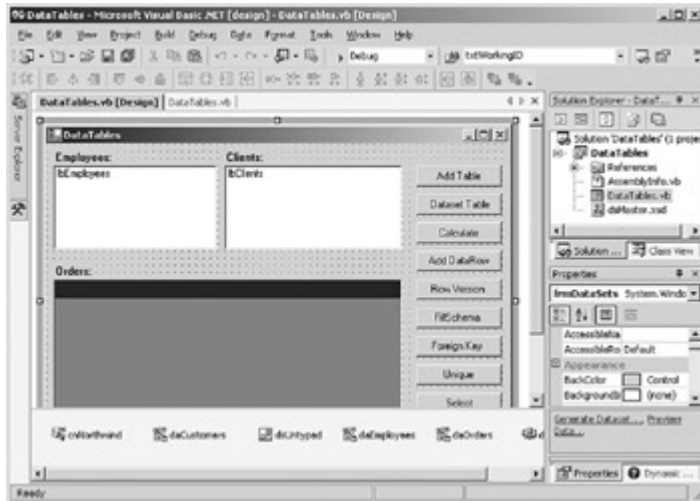 DataTables - Microsoft Visual Basic .NET [design] - DataTables.vb [Design]
File Edit View Project Build Debug Data Format Tools Window Help
Debug txtWorkingID
DataTables.vb [Design] DataTables.vb
Server Explorer
DataTables
Employees: Clients:
lbEmployees lbClients
Add Table
Dataset Table
Calculate
Add DataRow
Orders:
Row Version
FillSchema
Foreign Key
Unique
Select
cnNorthwind daCustomers dsUntyped daEmployees daOrders d
Solution Explorer - DataT...
Solution 'DataTables' (1 projec
DataTables
References
AssemblyInfo.vb
DataTables.vb
dsMaster.xsd
Solution ... Class View
Properties
frmDataSets System.Windo
AccessibleNa
AccessibleRo Default
Appearance
BackColor Control
BackgroundI (none)
Generate Dataset..., Preview
Data...
Properties Dynamic ...
Ready